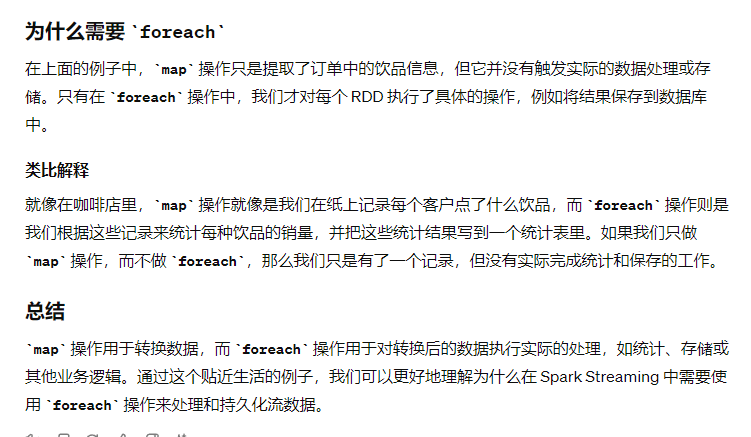 为什么需要 `foreach`
在上面的例子中，`map` 操作只是提取了订单中的饮品信息，但它并没有触发实际的数据处理或存
储。只有在 `foreach` 操作中，我们才对每个 RDD 执行了具体的操作，例如将结果保存到数据库
中。
类比解释
就像在咖啡店里，`map` 操作就像是我们在纸上记录每个客户点了什么饮品，而 `foreach` 操作则是
我们根据这些记录来统计每种饮品的销量，并把这些统计结果写到一个统计表里。如果我们只做
`map` 操作，而不做 `foreach`，那么我们只是有了一个记录，但没有实际完成统计和保存的工作。
总结
`map` 操作用于转换数据，而 `foreach` 操作用于对转换后的数据执行实际的处理，如统计、存储或
其他业务逻辑。通过这个贴近生活的例子，我们可以更好地理解为什么在 Spark Streaming 中需要使
用 `foreach` 操作来处理和持久化流数据。